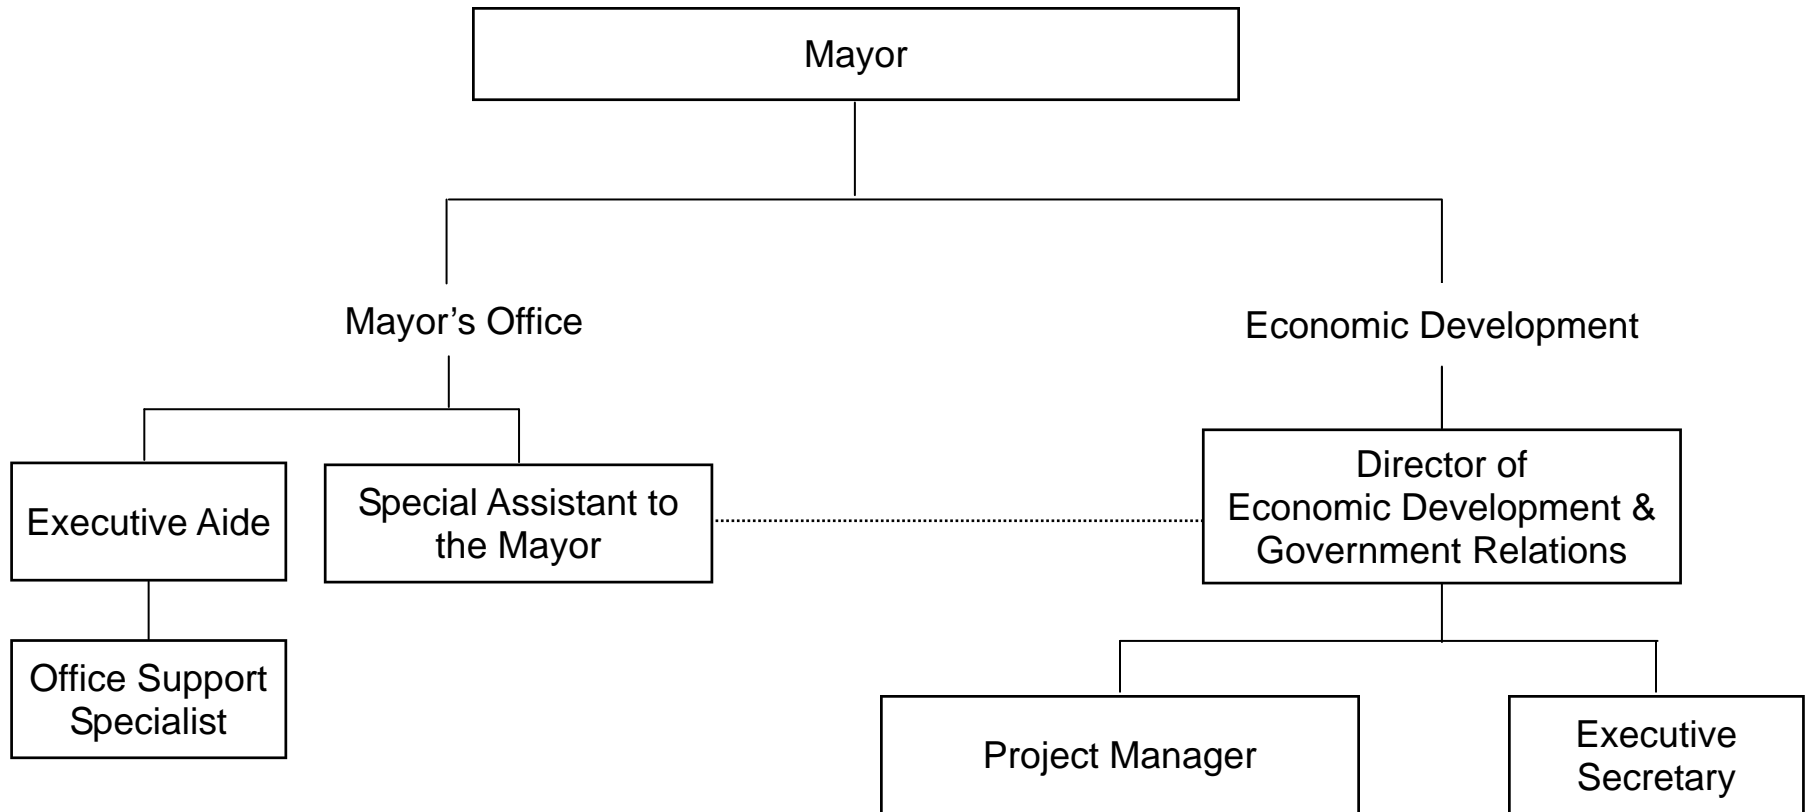 Mayor
Mayor’s Office
Economic Development
Executive Aide
Special Assistant to
the Mayor
Director of
Economic Development &
Government Relations
Office Support
Specialist
Project Manager
Executive
Secretary